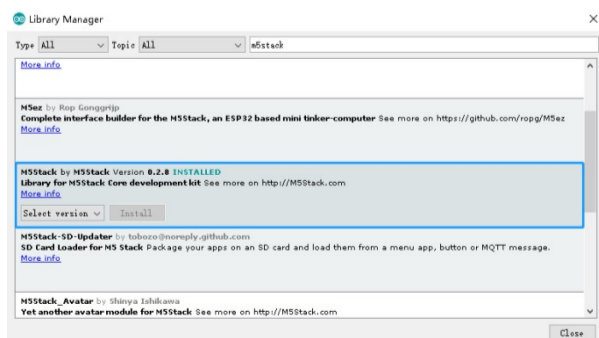 Library Manager
Type All Topic All m5stack
More info
M5ez by Rop Gonggrijp
Complete interface builder for the M5Stack, an ESP32 based mini tinker-computer See more on https://github.com/ropg/M5ez
More info
M5Stack by M5Stack Version 0.2.8 INSTALLED
Library for M5Stack Core development kit See more on http://M5Stack.com
More info
Select version Install
M5Stack-SD-Updater by tobozo@noreply.github.com
SD Card Loader for M5 Stack Package your apps on an SD card and load them from a menu app, button or MQTT message.
More info
M5Stack_Avatar by Shinya Ishikawa
Yet another avatar module for M5Stack See more on http://M5Stack.com
Close